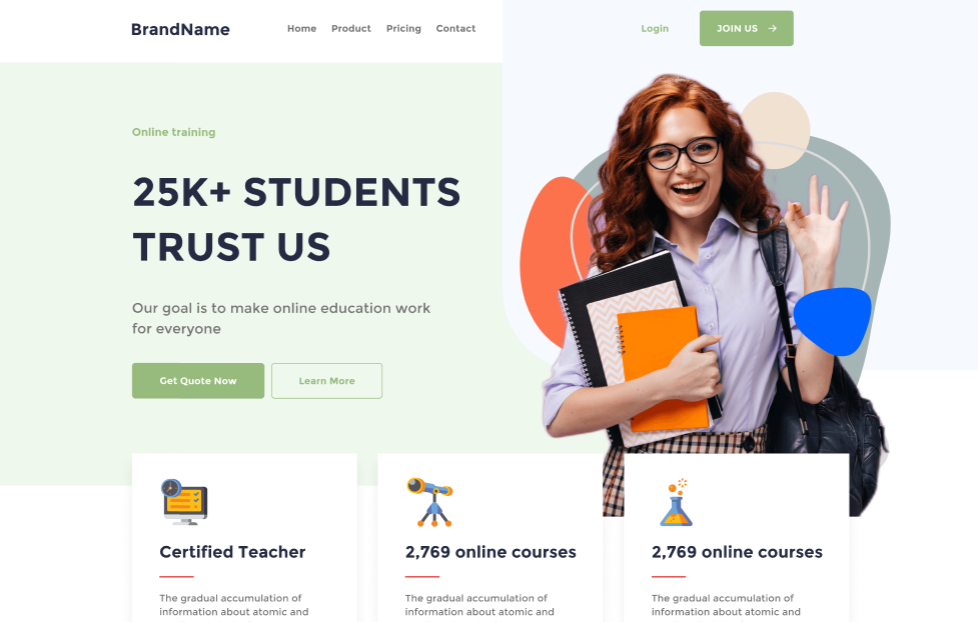 BrandName
Home Product Pricing Contact
Login
JOIN US
Online training
25K+ STUDENTS
TRUST US
Our goal is to make online education work
for everyone
Get Quote Now
Learn More
Certified Teacher
The gradual accumulation of
information about atomic and
2,769 online courses
The gradual accumulation of
information about atomic and
2,769 online courses
The gradual accumulation of
information about atomic and